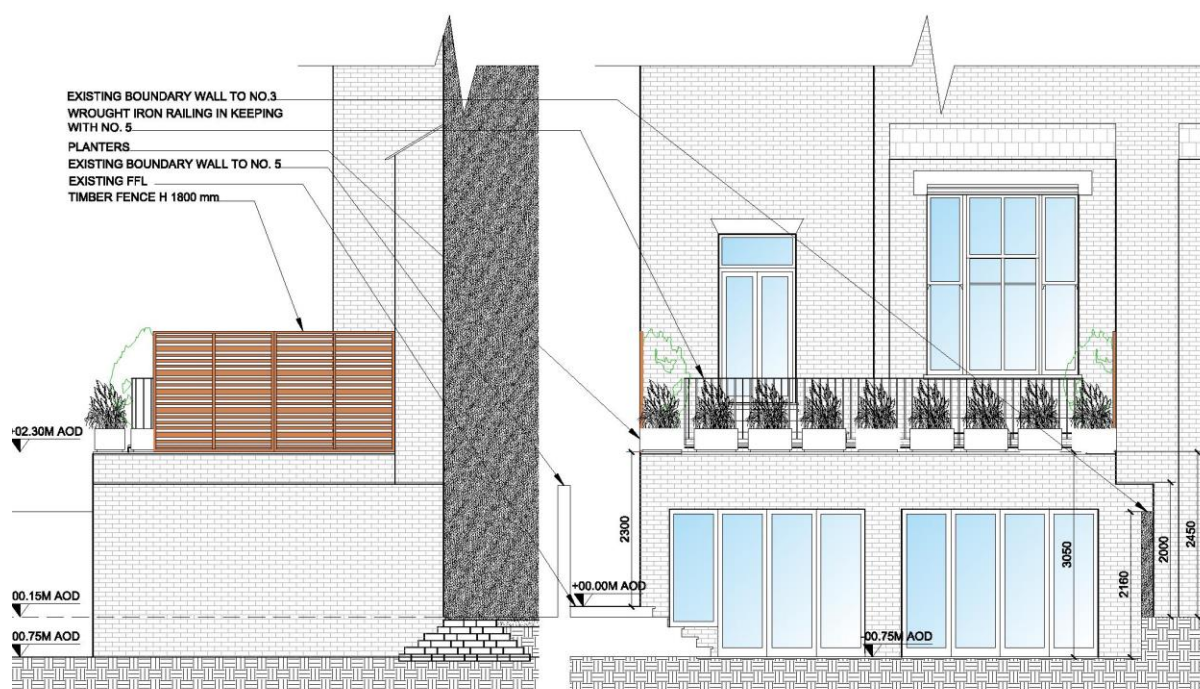 EXISTING BOUNDARY WALL TO NO.3
WROUGHT IRON RAILING IN KEEPING
WITH NO. 5
PLANTERS
EXISTING BOUNDARY WALL TO NO. 5
EXISTING FFL
TIMBER FENCE H 1800 mm
+02.30M AOD
00.15M AOD
00.75M AOD
2300
+00.00M AOD
-00.75M AOD
3050
2160
2000
2450